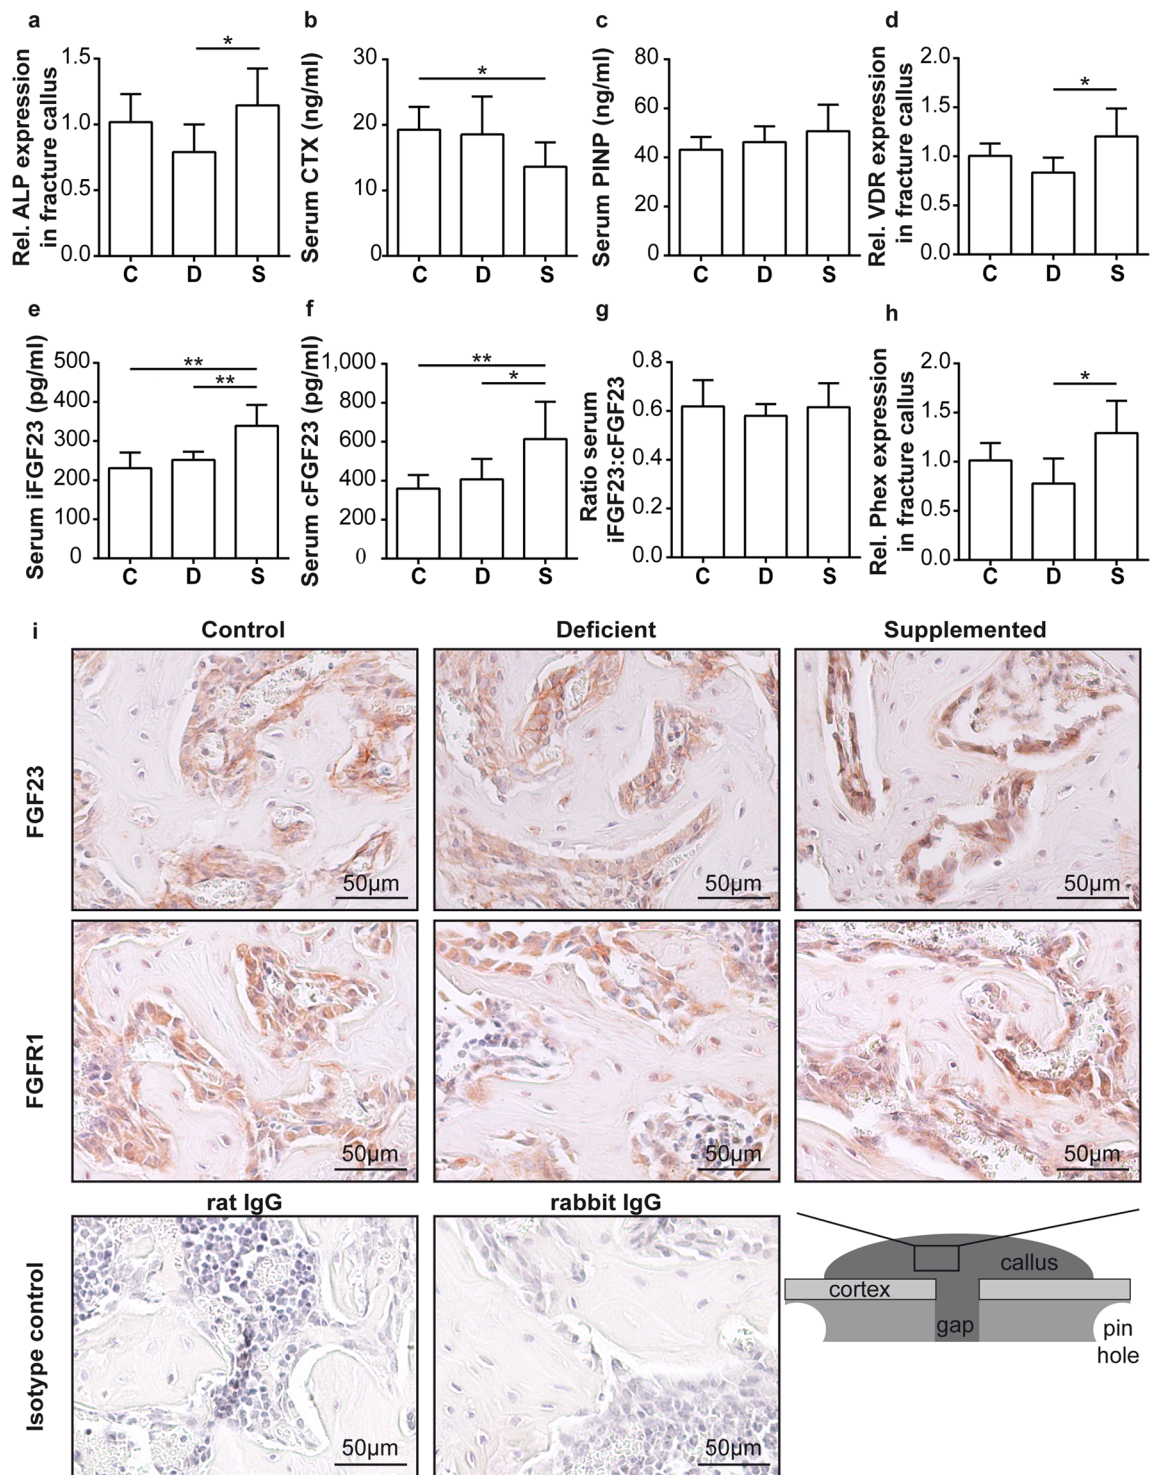 a
Rel. ALP expression
in fracture callus
1.5
1.0
0.5
0.0
*
C D S
b
Serum CTX (ng/ml)
30
20
10
0
*
C D S
c
Serum PINP (ng/ml)
80
60
40
20
0
C D S
d
Rel. VDR expression
in fracture callus
2.0
1.5
1.0
0.5
0.0
*
C D S
e
Serum iFGF23 (pg/ml)
500
400
300
200
100
0
**
**
C D S
f
Serum cFGF23 (pg/ml)
1,000
800
600
400
200
0
**
*
C D S
g
Ratio serum
iFGF23:cFGF23
0.8
0.6
0.4
0.2
0.0
C D S
h
Rel. Phex expression
in fracture callus
2.0
1.5
1.0
0.5
0.0
*
C D S
i
Control Deficient Supplemented
FGF23
50µm 50µm 50µm
FGFR1
50µm 50µm 50µm
rat IgG rabbit IgG
Isotype control
50µm 50µm
callus
cortex
gap
pin
hole